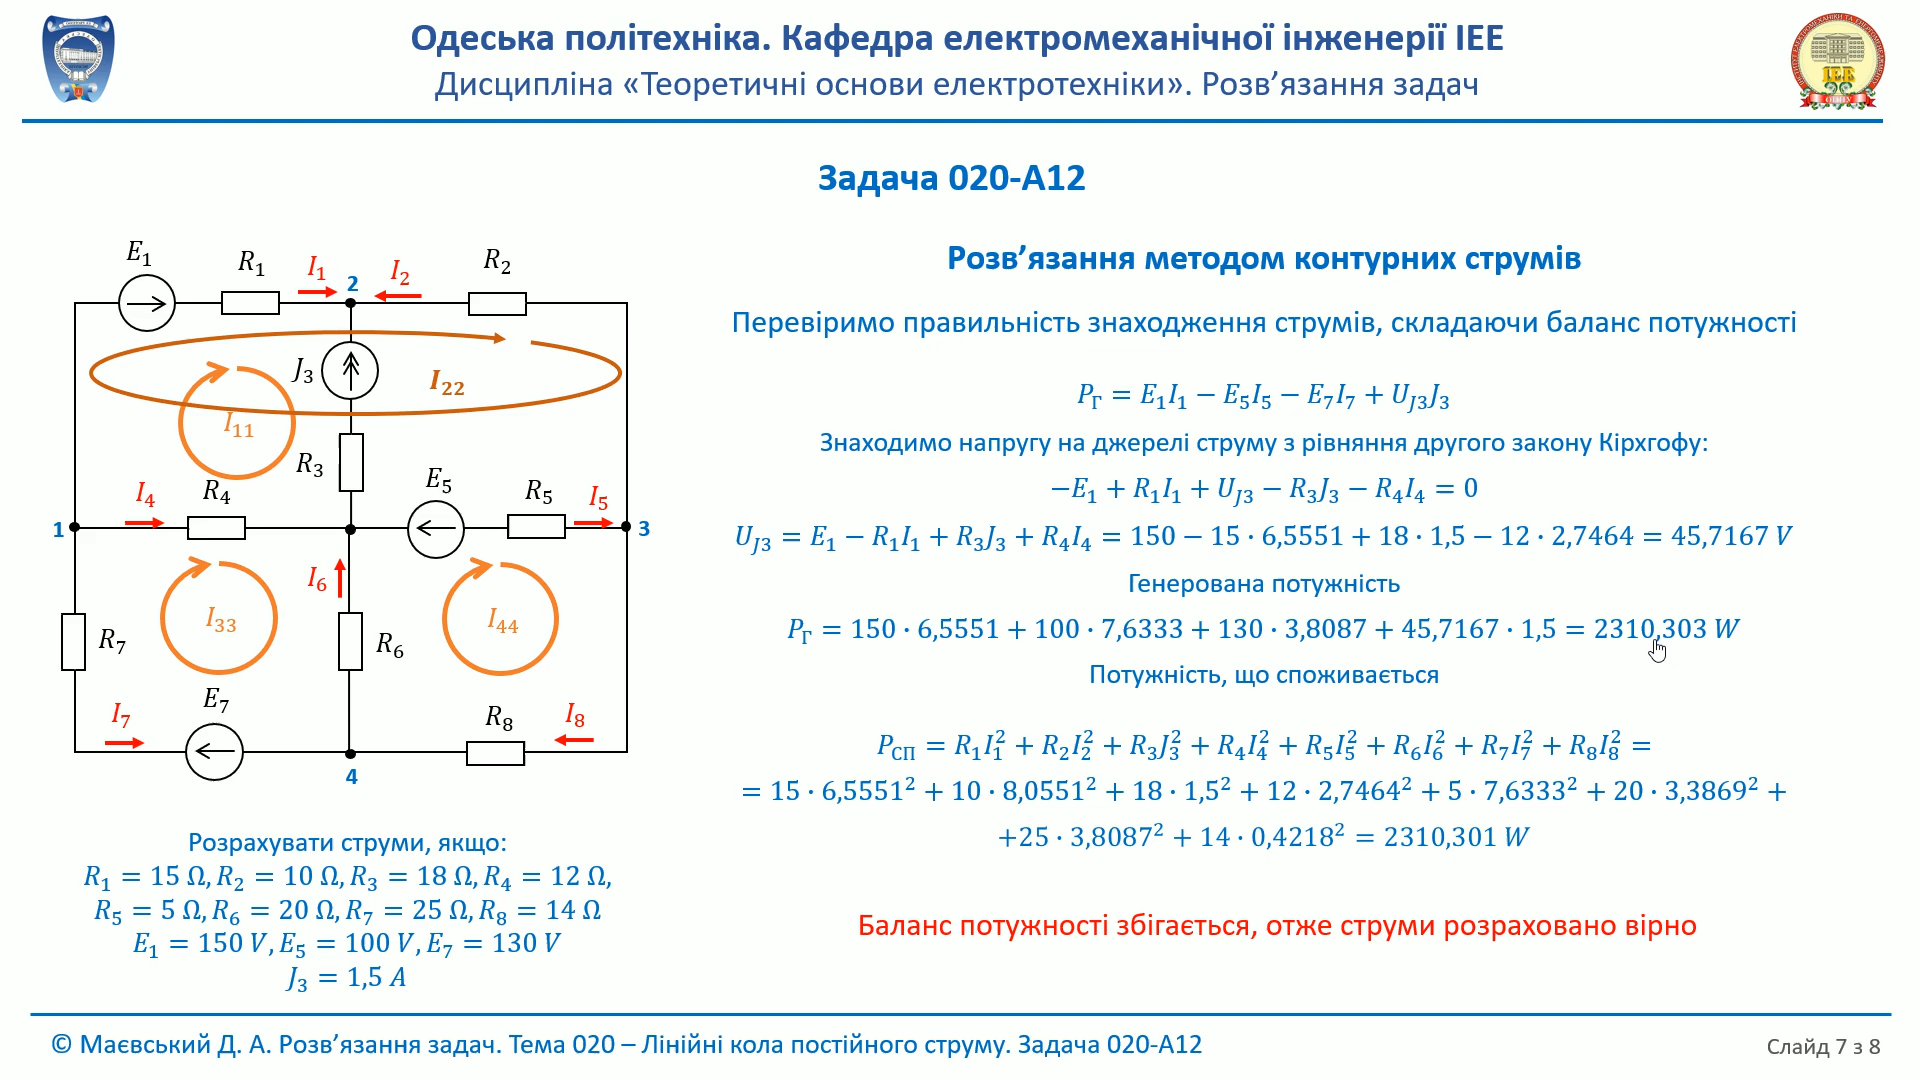 Одеська політехніка. Кафедра електромеханічної інженерії ІЕЕ
Дисципліна «Теоретичні основи електротехніки». Розв’язання задач
ІЕЕ
Задача 020-А12
E₁
R₁
I₁
2
I₂
R₂
J₃
I₂₂
I₁₁
R₃
I₄
R₄
E₅
R₅
I₅
1
3
I₆
I₃₃
I₄₄
R₇
R₆
I₇
E₇
R₈
I₈
4
Розрахувати струми, якщо:
R₁ = 15 Ω, R₂ = 10 Ω, R₃ = 18 Ω, R₄ = 12 Ω,
R₅ = 5 Ω, R₆ = 20 Ω, R₇ = 25 Ω, R₈ = 14 Ω
E₁ = 150 V, E₅ = 100 V, E₇ = 130 V
J₃ = 1,5 A
Розв’язання методом контурних струмів
Перевіримо правильність знаходження струмів, складаючи баланс потужності
P_Г = E₁I₁ − E₅I₅ − E₇I₇ + U_J3J₃
Знаходимо напругу на джерелі струму з рівняння другого закону Кірхгофу:
−E₁ + R₁I₁ + U_J3 − R₃J₃ − R₄I₄ = 0
U_J3 = E₁ − R₁I₁ + R₃J₃ + R₄I₄ = 150 − 15 · 6,5551 + 18 · 1,5 − 12 · 2,7464 = 45,7167 V
Генерована потужність
P_Г = 150 · 6,5551 + 100 · 7,6333 + 130 · 3,8087 + 45,7167 · 1,5 = 2310,303 W
Потужність, що споживається
P_СП = R₁I₁² + R₂I₂² + R₃J₃² + R₄I₄² + R₅I₅² + R₆I₆² + R₇I₇² + R₈I₈² =
= 15 · 6,5551² + 10 · 8,0551² + 18 · 1,5² + 12 · 2,7464² + 5 · 7,6333² + 20 · 3,3869² +
+25 · 3,8087² + 14 · 0,4218² = 2310,301 W
Баланс потужності збігається, отже струми розраховано вірно
© Маєвський Д. А. Розв’язання задач. Тема 020 – Лінійні кола постійного струму. Задача 020-А12
Слайд 7 з 8